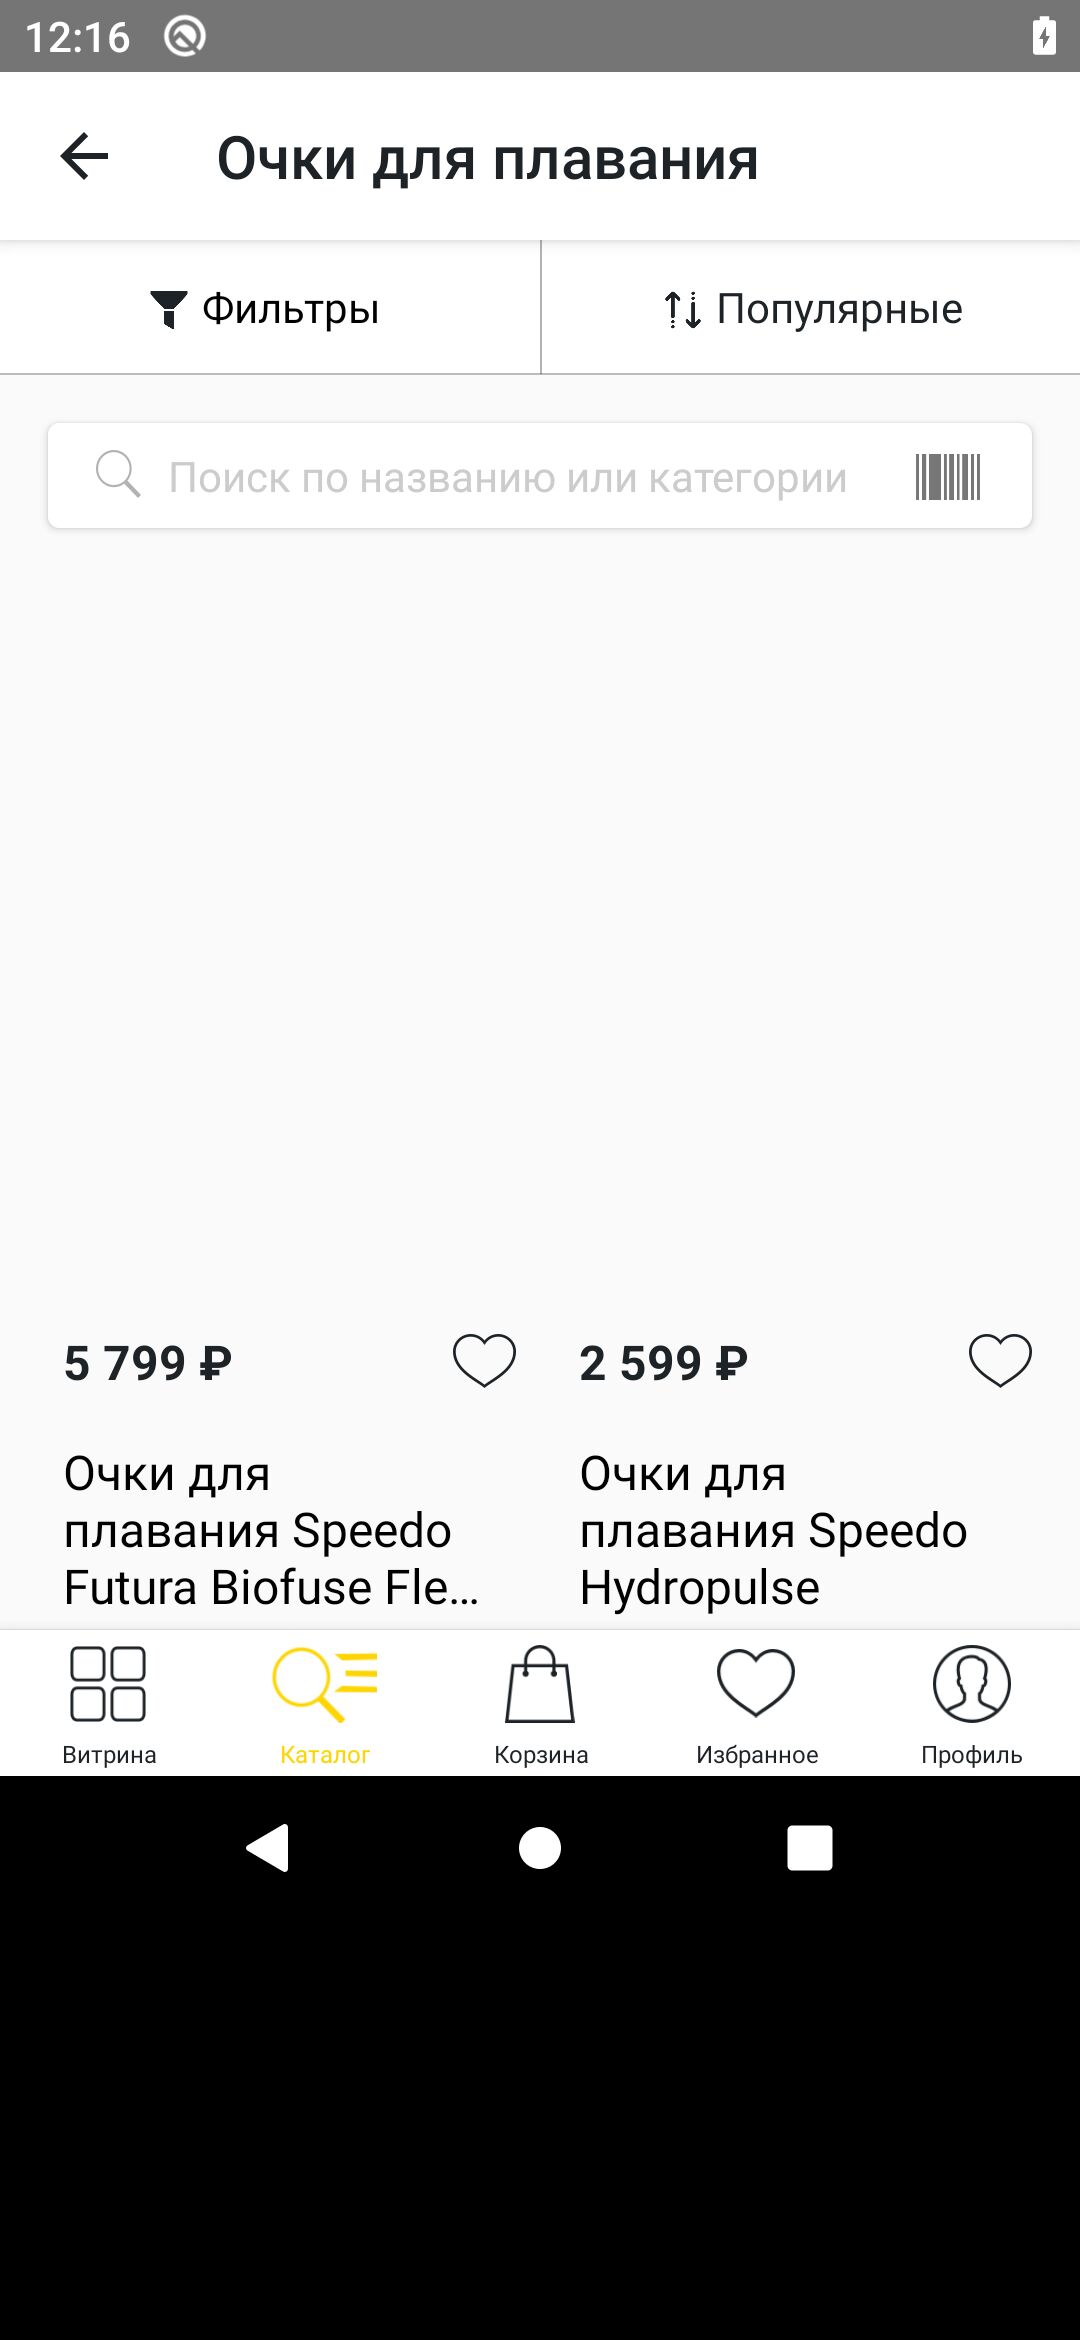 12:16
Очки для плавания
Фильтры
Популярные
Поиск по названию или категории
5 799 ₽
2 599 ₽
Очки для
плавания Speedo
Futura Biofuse Fle...
Очки для
плавания Speedo
Hydropulse
Витрина
Каталог
Корзина
Избранное
Профиль